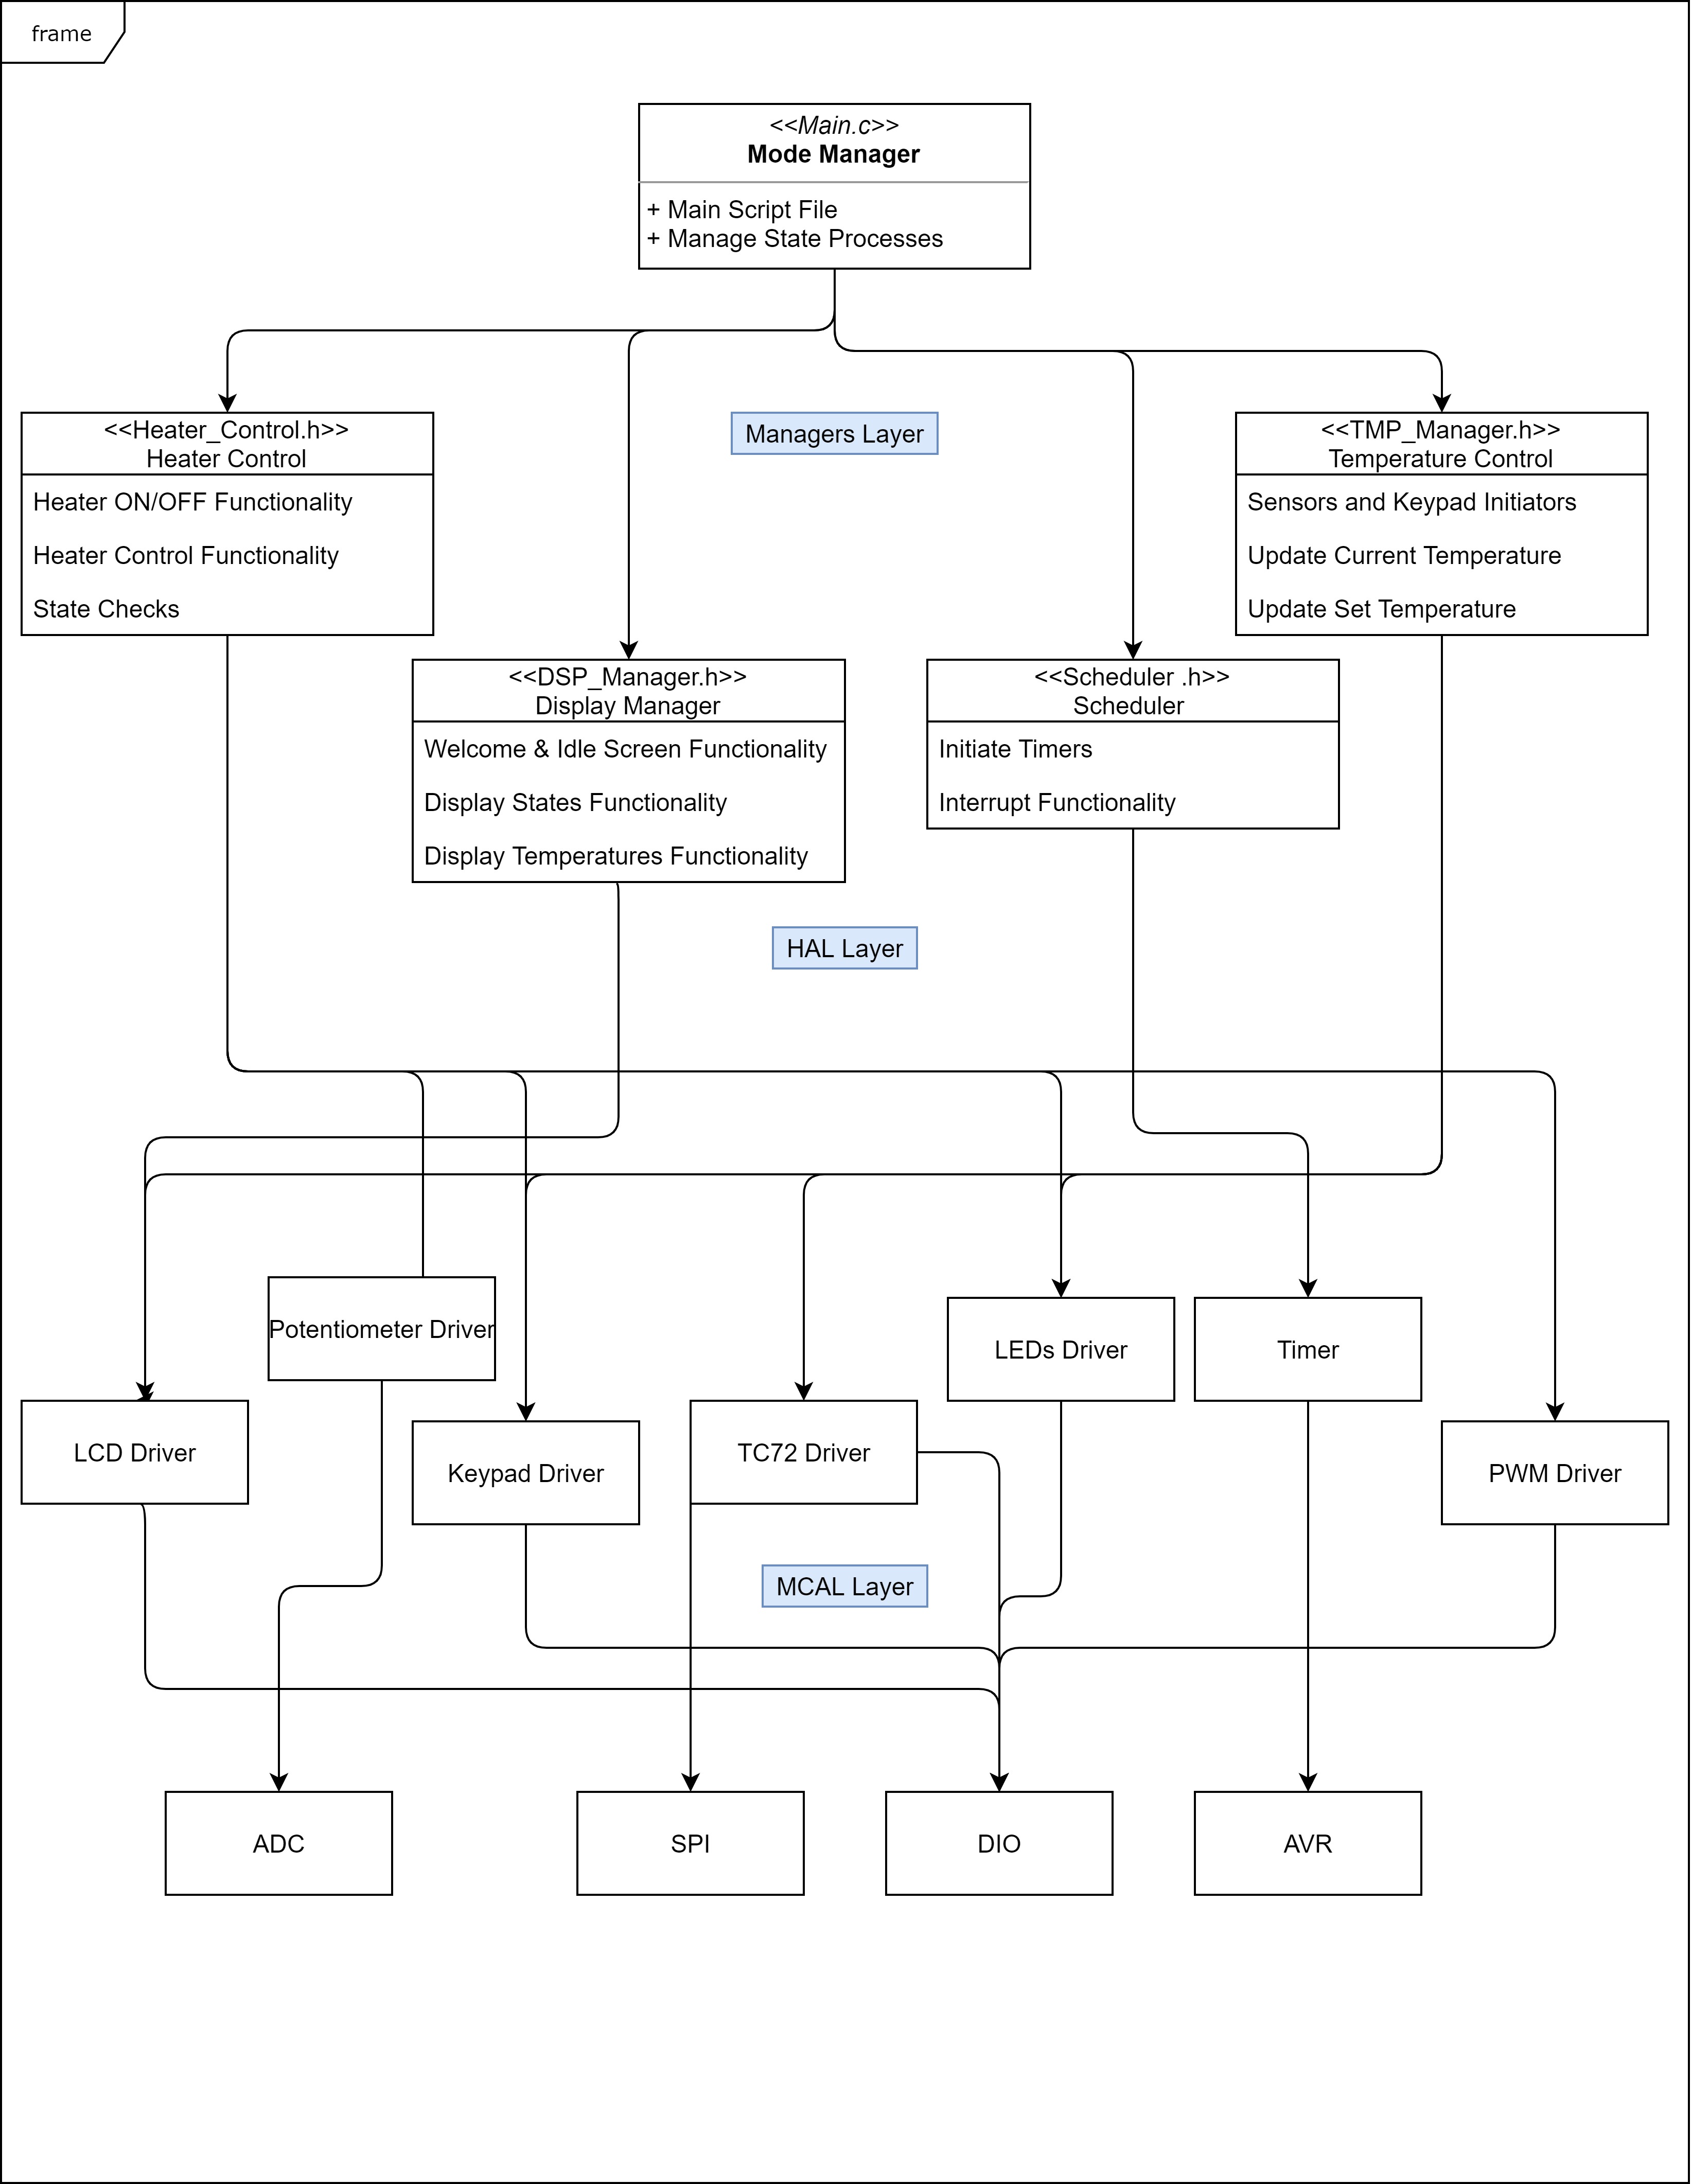 frame
<<Main.c>>
Mode Manager
+ Main Script File
+ Manage State Processes
<<Heater_Control.h>>
Heater Control
Heater ON/OFF Functionality
Heater Control Functionality
State Checks
Managers Layer
<<TMP_Manager.h>>
Temperature Control
Sensors and Keypad Initiators
Update Current Temperature
Update Set Temperature
<<DSP_Manager.h>>
Display Manager
Welcome & Idle Screen Functionality
Display States Functionality
Display Temperatures Functionality
<<Scheduler .h>>
Scheduler
Initiate Timers
Interrupt Functionality
HAL Layer
Potentiometer Driver
LEDs Driver
Timer
LCD Driver
Keypad Driver
TC72 Driver
PWM Driver
MCAL Layer
ADC
SPI
DIO
AVR